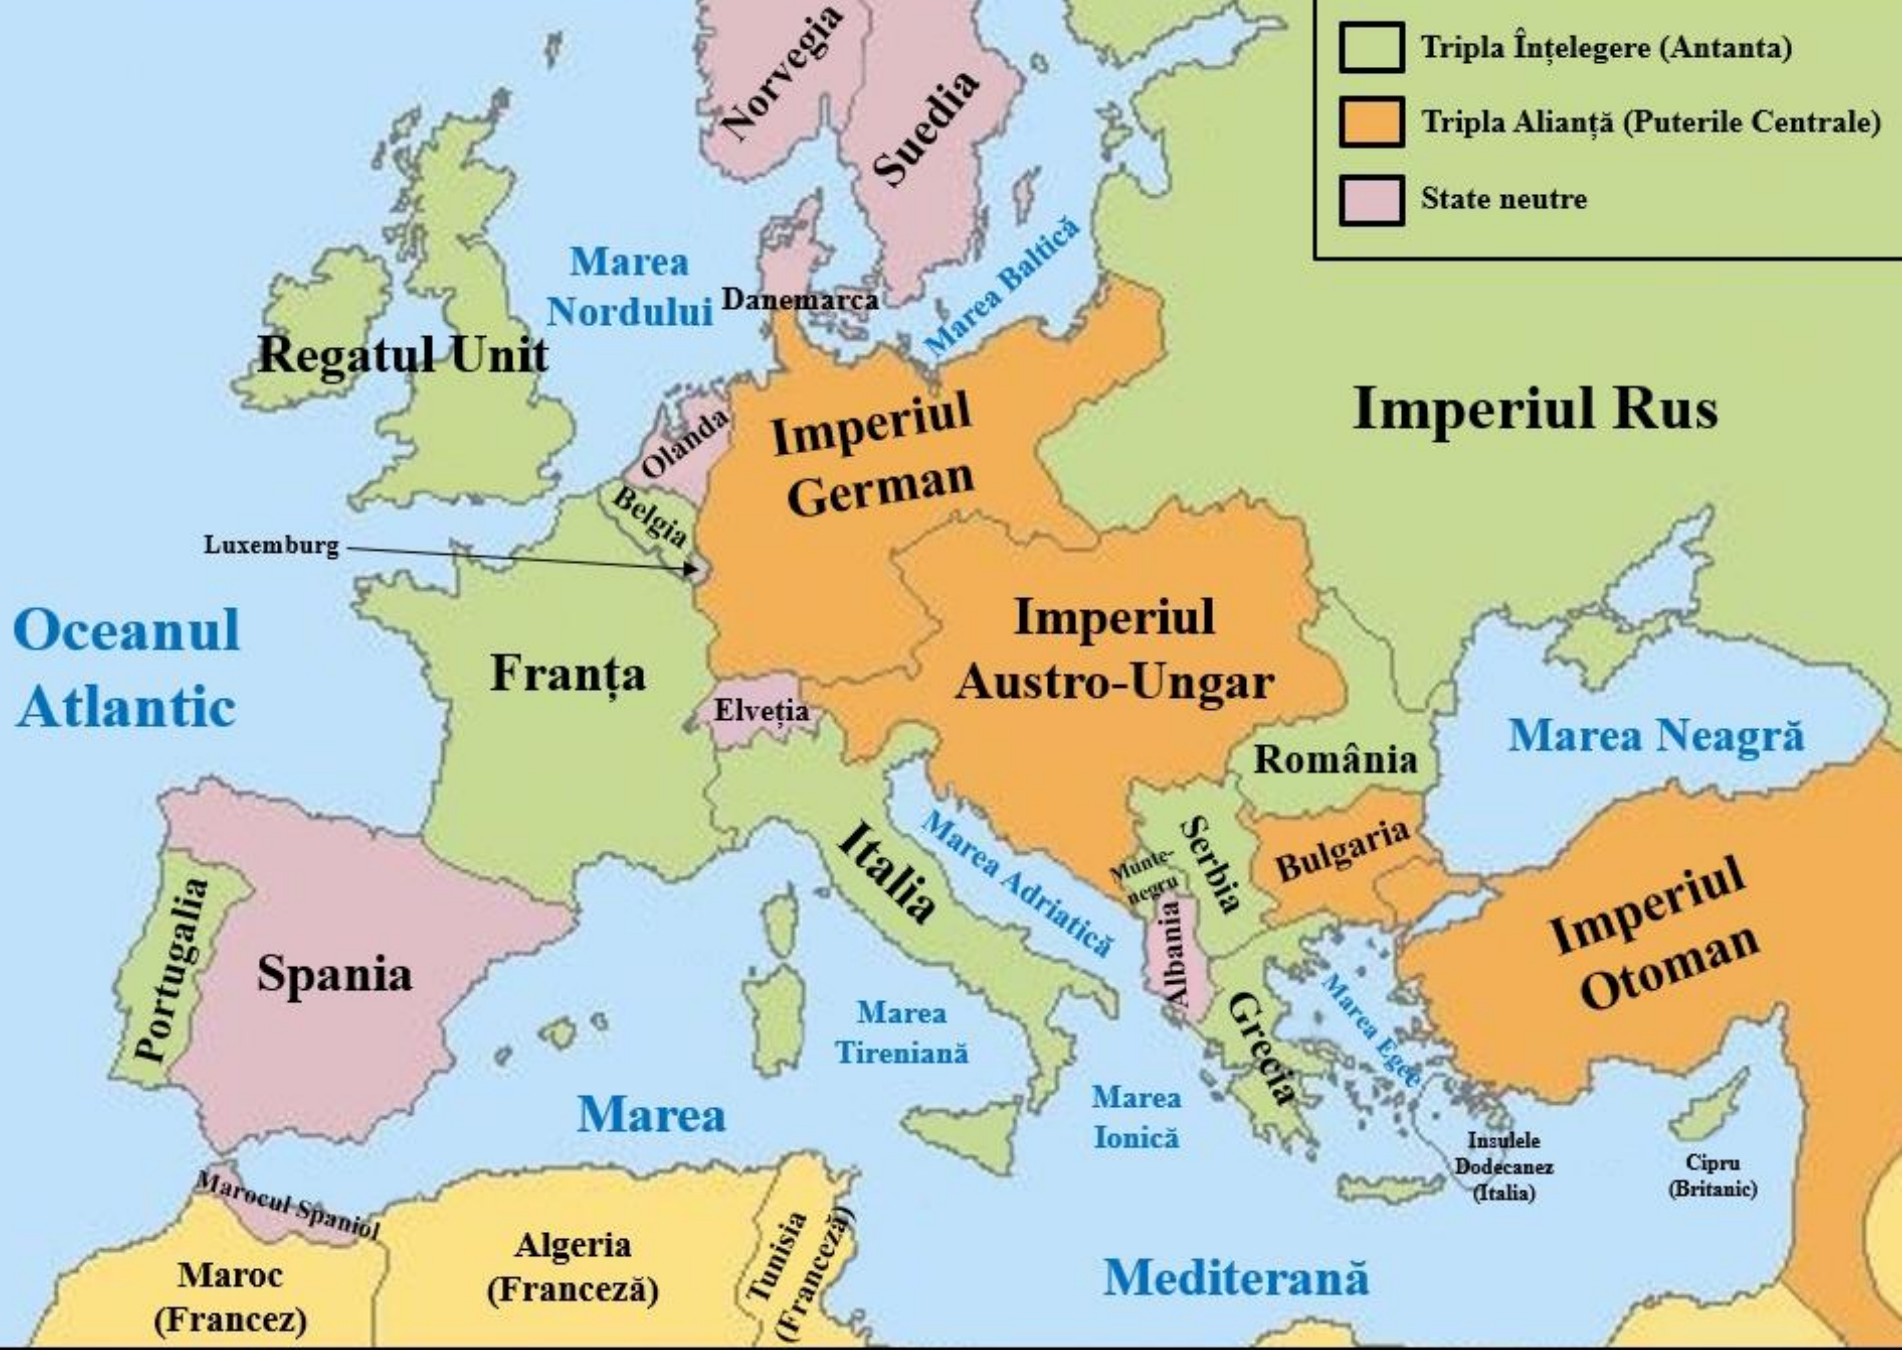 Tripla Înțelegere (Antanta)
Tripla Alianță (Puterile Centrale)
State neutre
Norvegia
Suedia
Marea
Nordului
Danemarca
Marea Baltică
Regatul Unit
Imperiul Rus
Olanda
Imperiul
German
Belgia
Luxemburg
Oceanul
Atlantic
Franța
Imperiul
Austro-Ungar
Elveția
România
Marea Neagră
Serbia
Bulgaria
Italia
Marea Adriatică
Munte-
negru
Albania
Imperiul
Otoman
Portugalia
Spania
Grecia
Marea Egee
Marea
Tireniană
Marea
Ionică
Marea
Insulele
Dodecanez
(Italia)
Cipru
(Britanic)
Marocul Spaniol
Maroc
(Francez)
Algeria
(Franceză)
Tunisia
(Franceză)
Mediterană